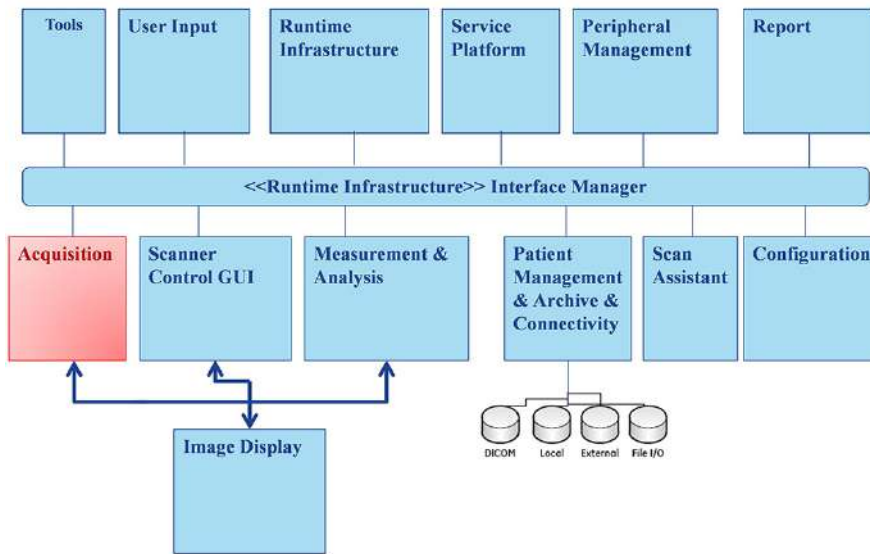 Tools
User Input
Runtime
Infrastructure
Service
Platform
Peripheral
Management
Report
<<Runtime Infrastructure>> Interface Manager
Acquisition
Scanner
Control GUI
Measurement &
Analysis
Patient
Management
& Archive &
Connectivity
Scan
Assistant
Configuration
DICOM
Local
External
File I/O
Image Display